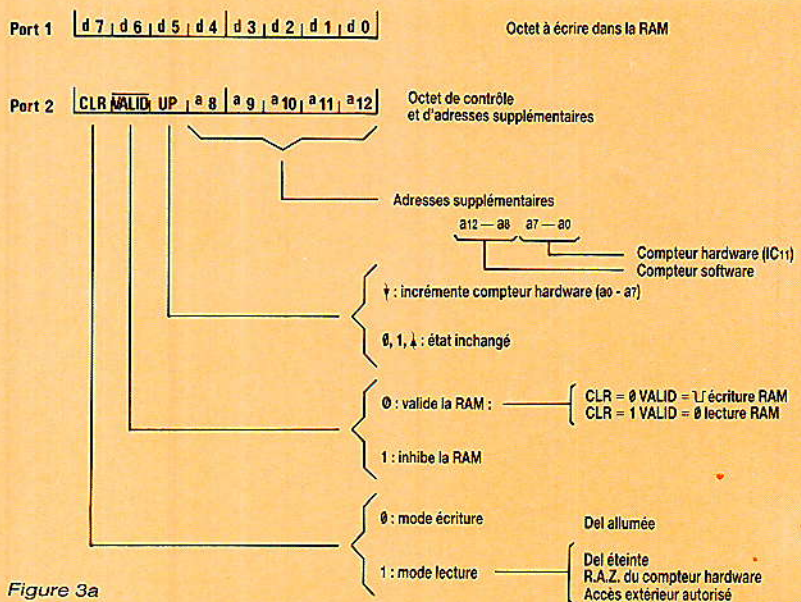 Port 1 d7 d6 d5 d4 d3 d2 d1 d0 Octet à écrire dans la RAM
Port 2 CLR VALID UP a8 a9 a10 a11 a12 Octet de contrôle
et d'adresses supplémentaires
Adresses supplémentaires
a12 — a8 a7 — a0
Compteur hardware (IC11)
Compteur software
: incrémente compteur hardware (a0 - a7)
0, 1, : état inchangé
0 : valide la RAM :
CLR = 0 VALID = écriture RAM
CLR = 1 VALID = 0 lecture RAM
1 : inhibe la RAM
0 : mode écriture Del allumée
1 : mode lecture
Del éteinte
R.A.Z. du compteur hardware
Accès extérieur autorisé
Figure 3a